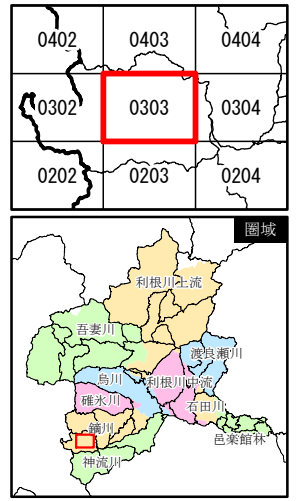 0402 0403 0404
0302 0303 0304
0202 0203 0204
圏域
利根川上流
吾妻川
渡良瀬川
烏川 利根川中流
碓氷川
石田川
鏑川
邑楽館林
神流川